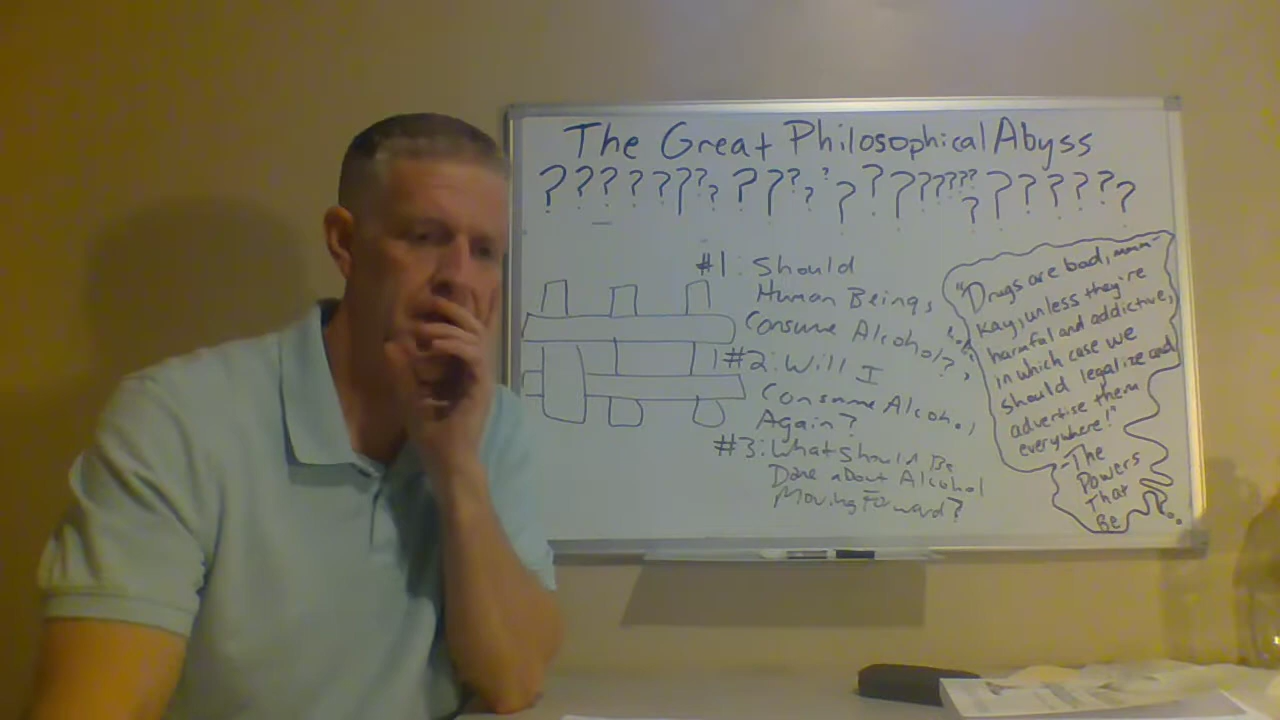 The Great Philosophical Abyss
? ? ? ? ? ? ? ? ? ? ? ? ? ? ? ? ? ? ? ? ? ? ? ? ? ? ? ? ? ?
#1: Should
Human Beings
Consume Alcohol?
#2: Will I
Consume Alcohol
Again?
#3: What Should Be
Done about Alcohol
Moving Forward?
"Drugs are bad, mmm-
kay, unless they're
harmful and addictive,
in which case we
should legalize and
advertise them
everywhere!"
-The
Powers
That
Be